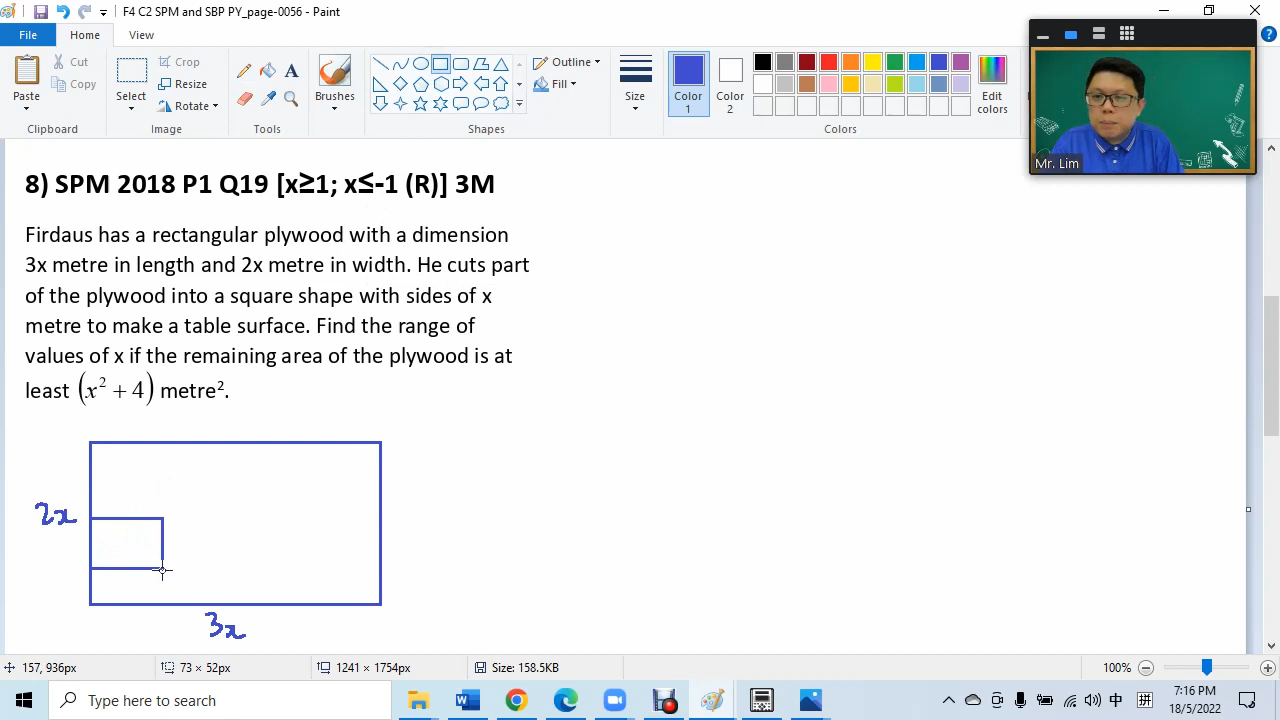 F4 C2 SPM and SBP PY_page-0056 - Paint
File Home View
Paste Cut Copy Clipboard
Select Crop Resize Rotate Image
A Tools
Brushes
Outline Fill Shapes
Size
Color 1 Color 2 Edit colors Colors
Mr. Lim
8) SPM 2018 P1 Q19 [x≥1; x≤-1 (R)] 3M
Firdaus has a rectangular plywood with a dimension
3x metre in length and 2x metre in width. He cuts part
of the plywood into a square shape with sides of x
metre to make a table surface. Find the range of
values of x if the remaining area of the plywood is at
least (x² + 4) metre².
2x
3x
157, 936px 73 × 52px 1241 × 1754px Size: 158.5KB 100%
Type here to search
中 拼 7:16 PM
18/5/2022